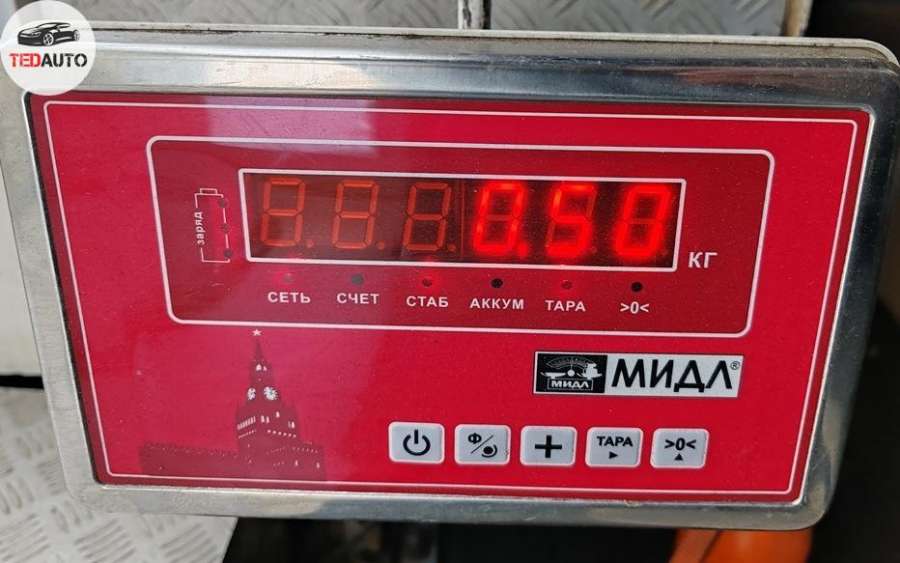 TEDAUTO
заряд
0.50
КГ
СЕТЬ СЧЕТ СТАБ АККУМ ТАРА >0<
МИДЛ МИДЛ®
Ф ТАРА >0<